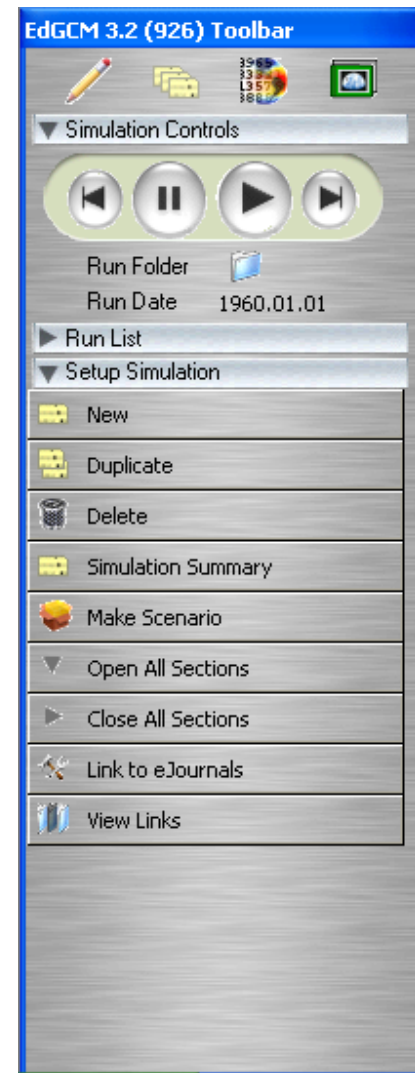 EdGCM 3.2 (926) Toolbar
Simulation Controls
Run Folder
Run Date 1960.01.01
Run List
Setup Simulation
New
Duplicate
Delete
Simulation Summary
Make Scenario
Open All Sections
Close All Sections
Link to eJournals
View Links